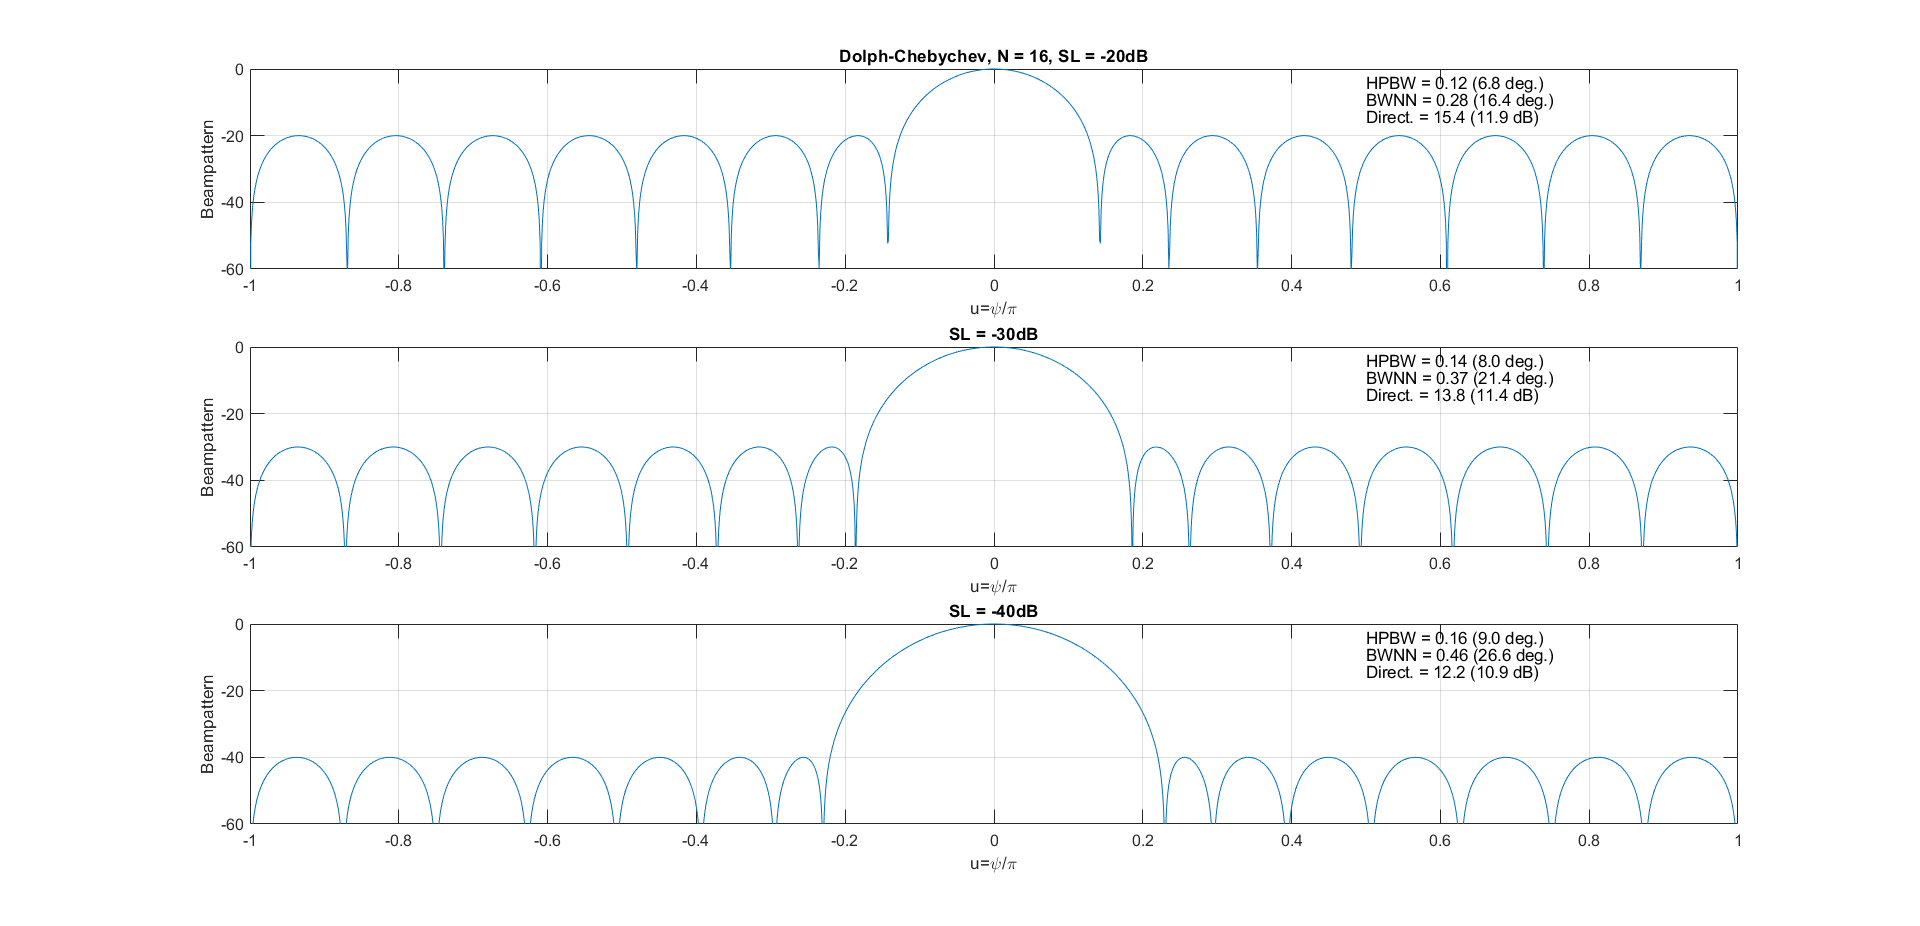 Dolph-Chebychev, N = 16, SL = -20dB
0
-20
-40
-60
Beampattern
HPBW = 0.12 (6.8 deg.)
BWNN = 0.28 (16.4 deg.)
Direct. = 15.4 (11.9 dB)
-1 -0.8 -0.6 -0.4 -0.2 0 0.2 0.4 0.6 0.8 1
u=ψ/π
SL = -30dB
0
-20
-40
-60
Beampattern
HPBW = 0.14 (8.0 deg.)
BWNN = 0.37 (21.4 deg.)
Direct. = 13.8 (11.4 dB)
-1 -0.8 -0.6 -0.4 -0.2 0 0.2 0.4 0.6 0.8 1
u=ψ/π
SL = -40dB
0
-20
-40
-60
Beampattern
HPBW = 0.16 (9.0 deg.)
BWNN = 0.46 (26.6 deg.)
Direct. = 12.2 (10.9 dB)
-1 -0.8 -0.6 -0.4 -0.2 0 0.2 0.4 0.6 0.8 1
u=ψ/π